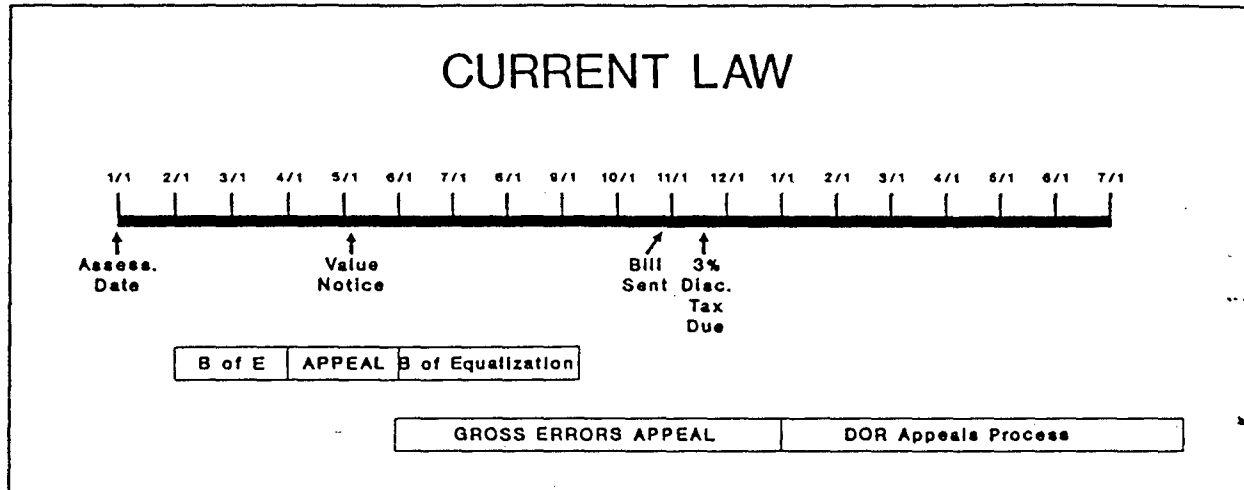 CURRENT LAW
1/1 2/1 3/1 4/1 5/1 6/1 7/1 8/1 9/1 10/1 11/1 12/1 1/1 2/1 3/1 4/1 5/1 6/1 7/1
Assess. Value Bill 3%
Date Notice Sent Disc.
Tax
Due
B of E APPEAL B of Equalization
GROSS ERRORS APPEAL DOR Appeals Process